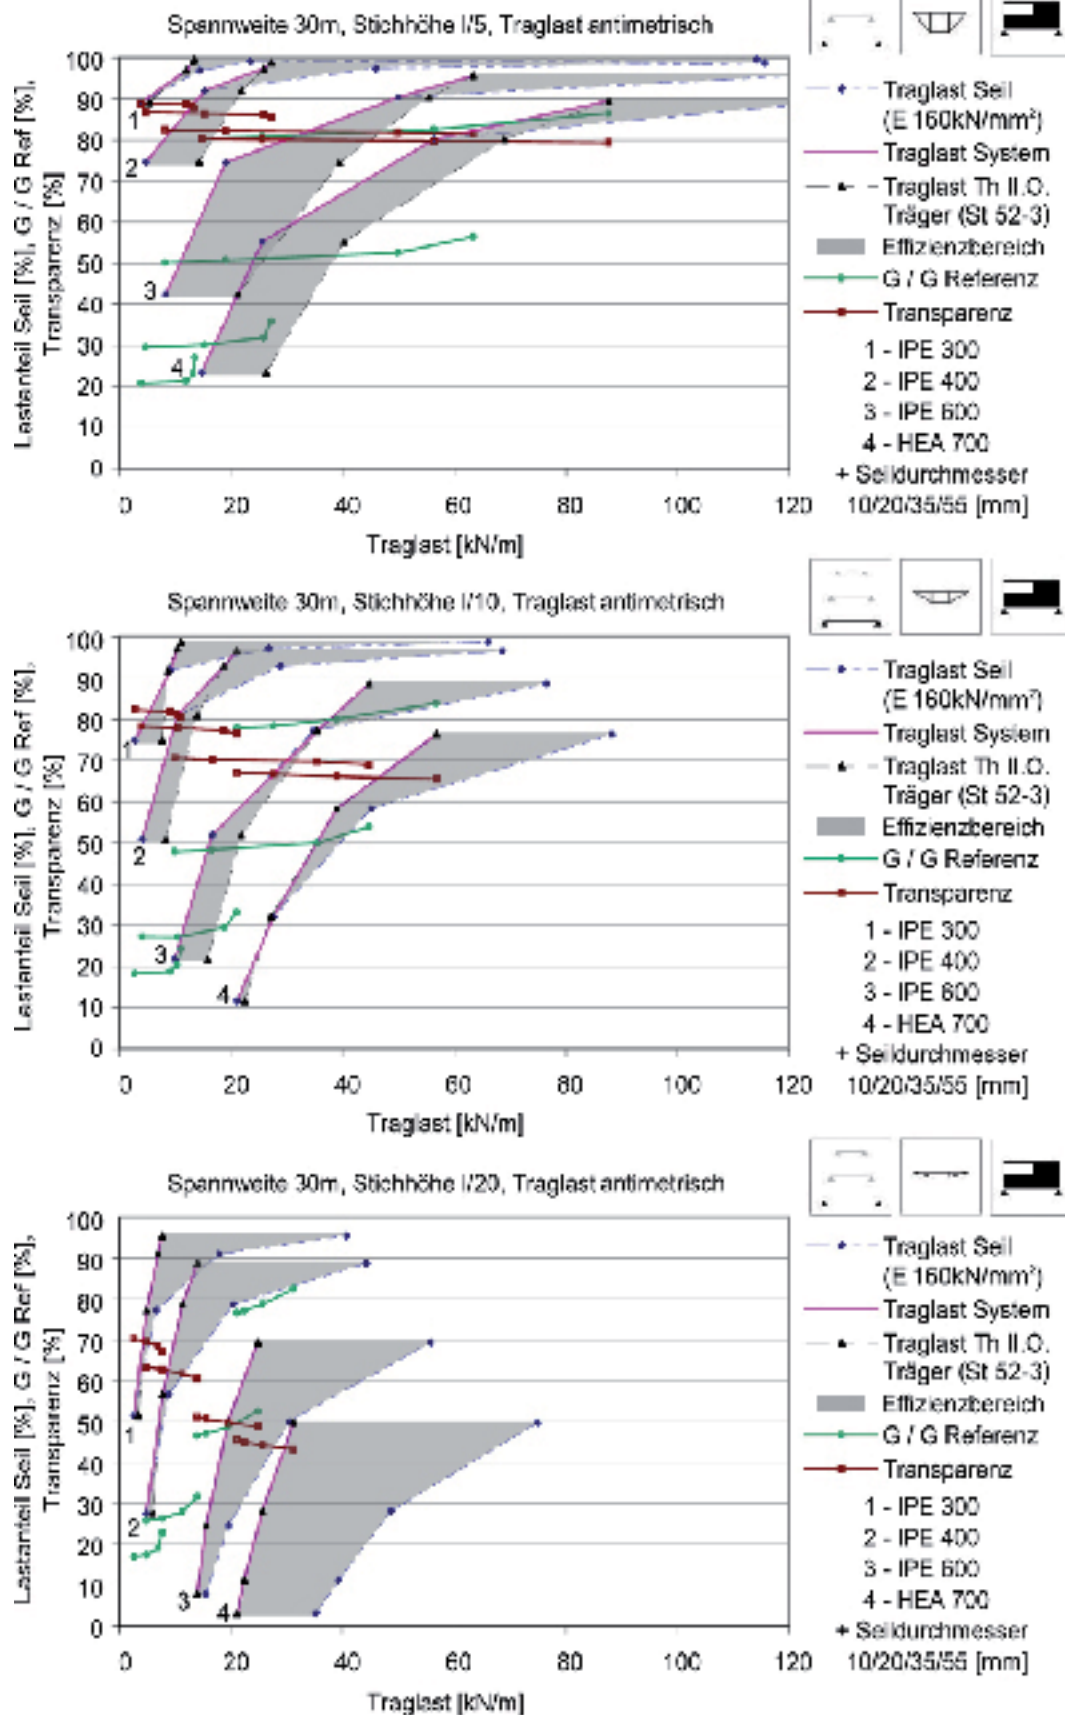 Spannweite 30m, Stichhöhe l/5, Traglast antimetrisch
Lastanteil Seil [%], G / G Ref [%],
Transparenz [%]
100
90
80
70
60
50
40
30
20
10
0
1
2
3
4
0 20 40 60 80 100 120
Traglast [kN/m]
Traglast Seil
(E 160kN/mm²)
Traglast System
Traglast Th II.O.
Träger (St 52-3)
Effizienzbereich
G / G Referenz
Transparenz
1 - IPE 300
2 - IPE 400
3 - IPE 600
4 - HEA 700
+ Seildurchmesser
10/20/35/55 [mm]
Spannweite 30m, Stichhöhe l/10, Traglast antimetrisch
Lastanteil Seil [%], G / G Ref [%],
Transparenz [%]
100
90
80
70
60
50
40
30
20
10
0
1
2
3
4
0 20 40 60 80 100 120
Traglast [kN/m]
Traglast Seil
(E 160kN/mm²)
Traglast System
Traglast Th II.O.
Träger (St 52-3)
Effizienzbereich
G / G Referenz
Transparenz
1 - IPE 300
2 - IPE 400
3 - IPE 600
4 - HEA 700
+ Seildurchmesser
10/20/35/55 [mm]
Spannweite 30m, Stichhöhe l/20, Traglast antimetrisch
Lastanteil Seil [%], G / G Ref [%],
Transparenz [%]
100
90
80
70
60
50
40
30
20
10
0
1
2
3
4
0 20 40 60 80 100 120
Traglast [kN/m]
Traglast Seil
(E 160kN/mm²)
Traglast System
Traglast Th II.O.
Träger (St 52-3)
Effizienzbereich
G / G Referenz
Transparenz
1 - IPE 300
2 - IPE 400
3 - IPE 600
4 - HEA 700
+ Seildurchmesser
10/20/35/55 [mm]